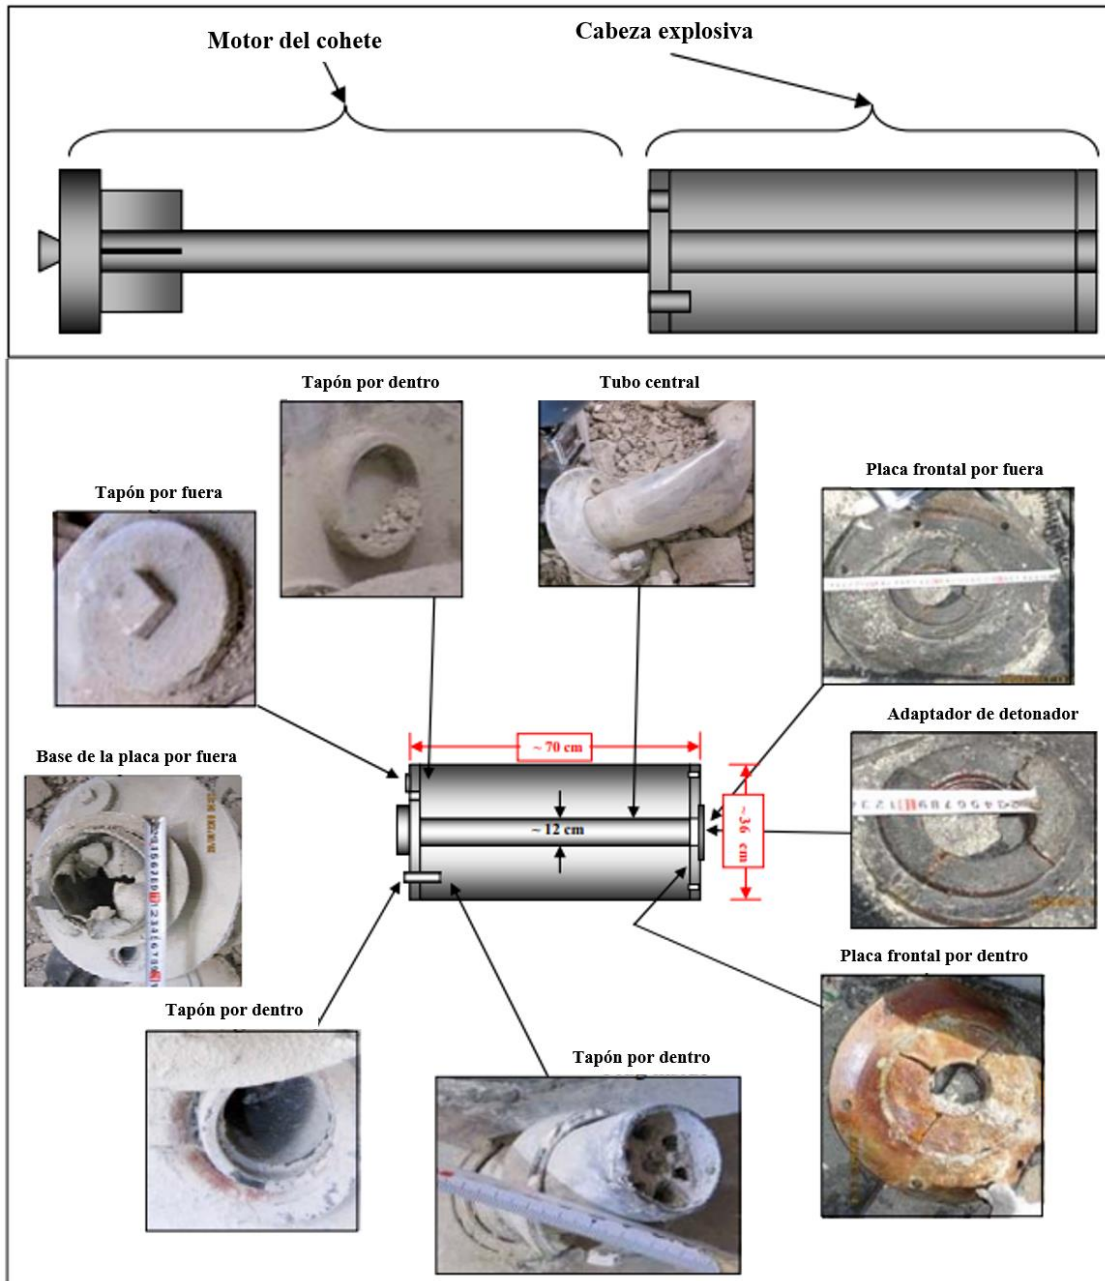 Motor del cohete
Cabeza explosiva
Tapón por dentro
Tubo central
Placa frontal por fuera
Tapón por fuera
Adaptador de detonador
~ 70 cm
Base de la placa por fuera
~ 12 cm
~36 cm
Placa frontal por dentro
Tapón por dentro
Tapón por dentro